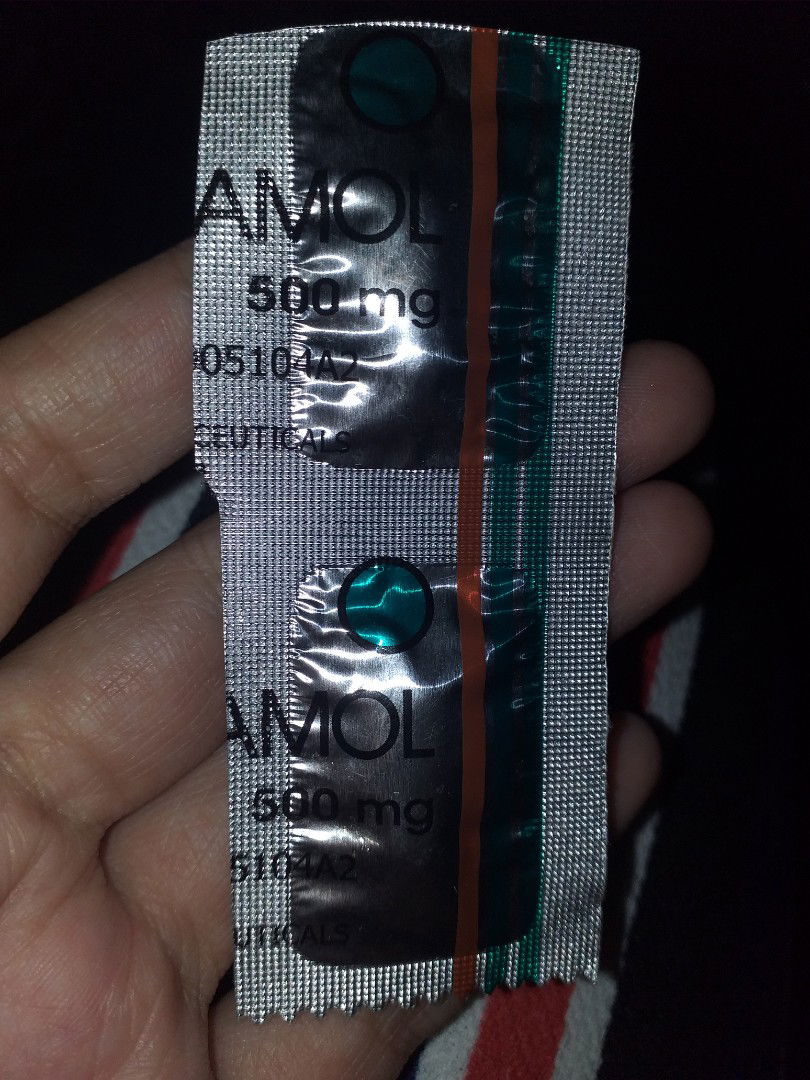 AMOL
500 mg
05104A2
CEUTICALS
AMOL
500 mg
5104A2
UTICALS